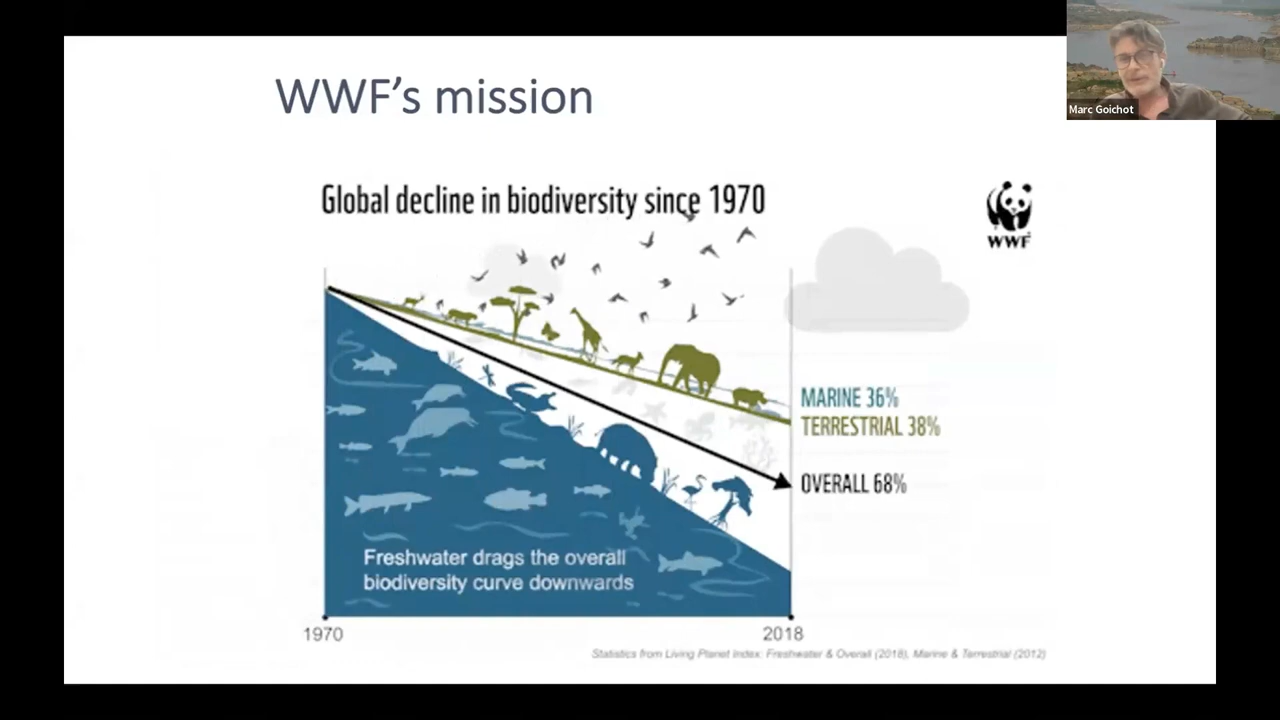 WWF's mission
Marc Goichot
Global decline in biodiversity since 1970
WWF
MARINE 36%
TERRESTRIAL 38%
OVERALL 68%
Freshwater drags the overall
biodiversity curve downwards
1970
2018
Statistics from Living Planet Index: Freshwater & Overall (2018), Marine & Terrestrial (2012)